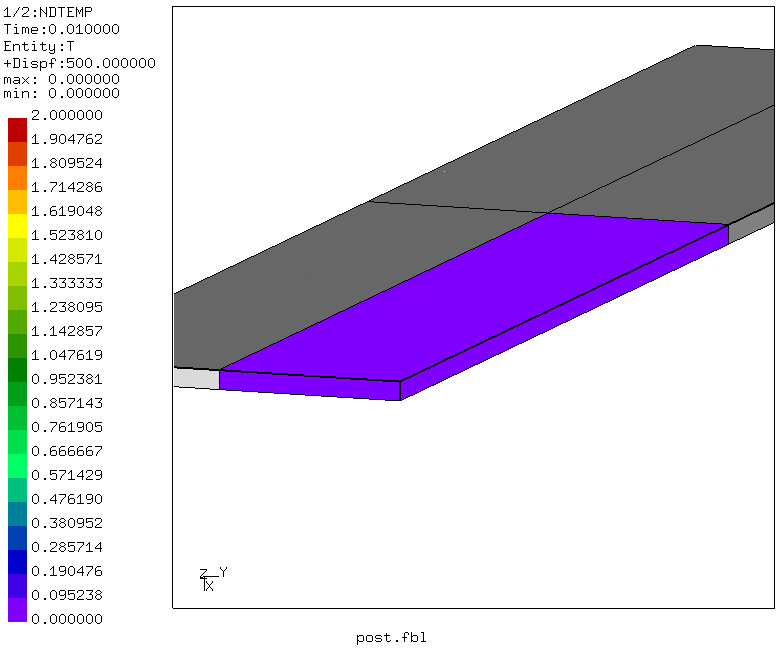 1/2:NDTEMP
Time:0.010000
Entity:T
+Dispf:500.000000
max: 0.000000
min: 0.000000
2.000000
1.904762
1.809524
1.714286
1.619048
1.523810
1.428571
1.333333
1.238095
1.142857
1.047619
0.952381
0.857143
0.761905
0.666667
0.571429
0.476190
0.380952
0.285714
0.190476
0.095238
0.000000
Z Y
X
post.fbl